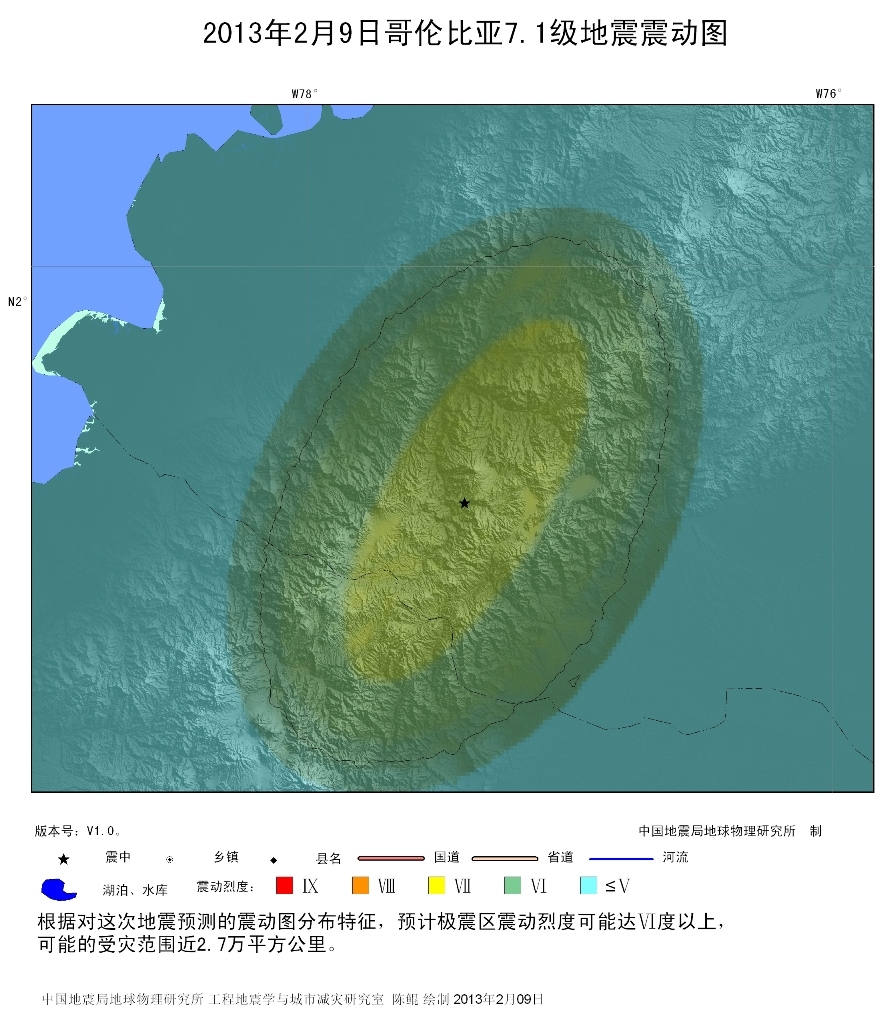 2013年2月9日哥伦比亚7.1级地震震动图
W78° W76°
N2°
版本号：V1.0。 中国地震局地球物理研究所 制
震中 乡镇 县名 国道 省道 河流
湖泊、水库 震动烈度： Ⅸ Ⅷ Ⅶ Ⅵ ≤Ⅴ
根据对这次地震预测的震动图分布特征，预计极震区震动烈度可能达Ⅵ度以上，
可能的受灾范围近2.7万平方公里。
中国地震局地球物理研究所 工程地震学与城市减灾研究室 陈鲲 绘制 2013年2月09日